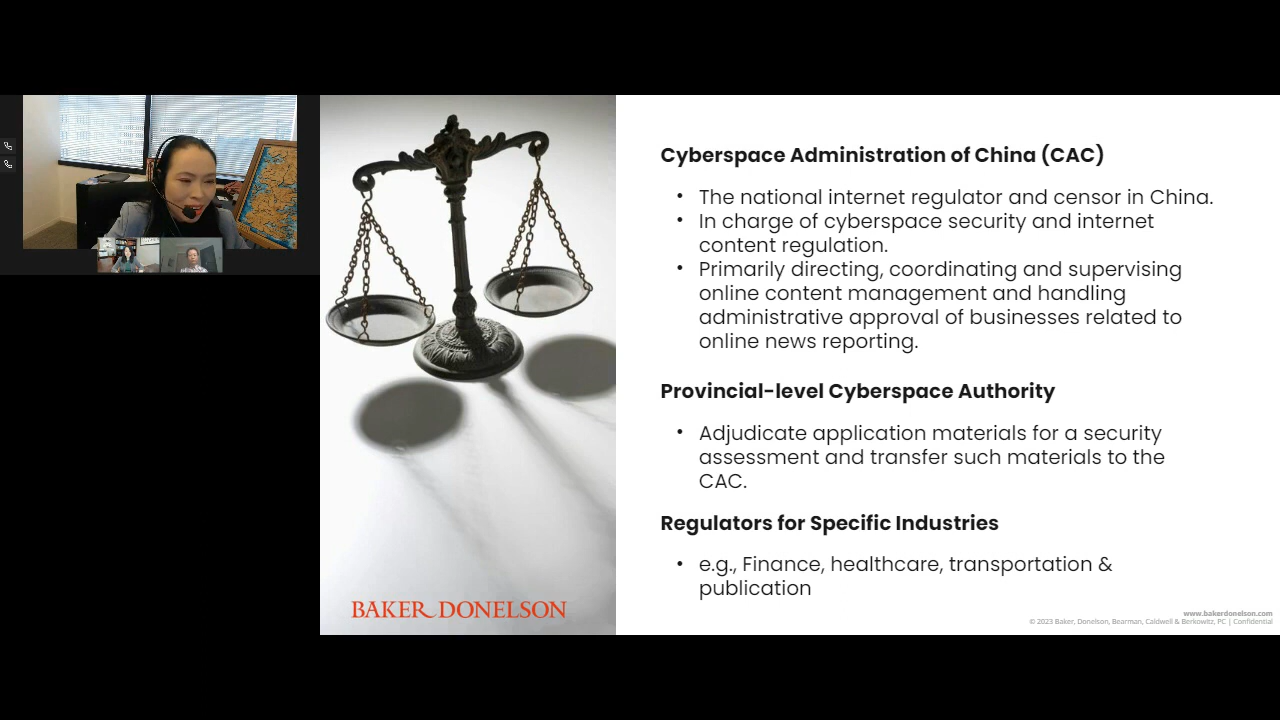 Cyberspace Administration of China (CAC)
• The national internet regulator and censor in China.
• In charge of cyberspace security and internet
content regulation.
• Primarily directing, coordinating and supervising
online content management and handling
administrative approval of businesses related to
online news reporting.
Provincial-level Cyberspace Authority
• Adjudicate application materials for a security
assessment and transfer such materials to the
CAC.
Regulators for Specific Industries
• e.g., Finance, healthcare, transportation &
publication
BAKER DONELSON
www.bakerdonelson.com
© 2023 Baker, Donelson, Bearman, Caldwell & Berkowitz, PC | Confidential